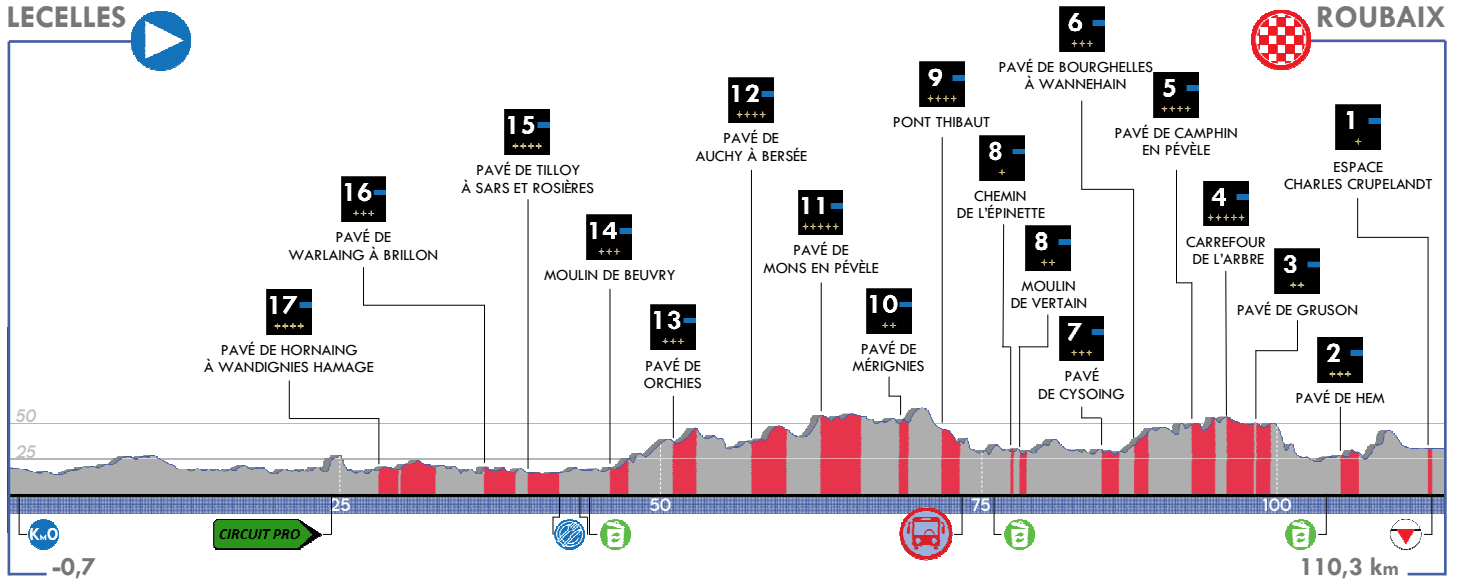 LECELLES
ROUBAIX
17
++++
PAVÉ DE HORNAING
À WANDIGNIES HAMAGE
16
+++
PAVÉ DE
WARLAING À BRILLON
15
++++
PAVÉ DE TILLOY
À SARS ET ROSIÈRES
14
+++
MOULIN DE BEUVRY
13
+++
PAVÉ DE
ORCHIES
12
++++
PAVÉ DE
AUCHY À BERSÉE
11
+++++
PAVÉ DE
MONS EN PÉVÈLE
10
++
PAVÉ DE
MÉRIGNIES
9
++++
PONT THIBAUT
8
+
CHEMIN
DE L'ÉPINETTE
8
++
MOULIN
DE VERTAIN
7
+++
PAVÉ
DE CYSOING
6
+++
PAVÉ DE BOURGHELLES
À WANNEHAIN
5
++++
PAVÉ DE CAMPHIN
EN PÉVÈLE
4
+++++
CARREFOUR
DE L'ARBRE
3
++
PAVÉ DE GRUSON
2
+++
PAVÉ DE HEM
1
+
ESPACE
CHARLES CRUPELANDT
50
25
25
50
75
100
KM0
CIRCUIT PRO
-0,7
110,3 km